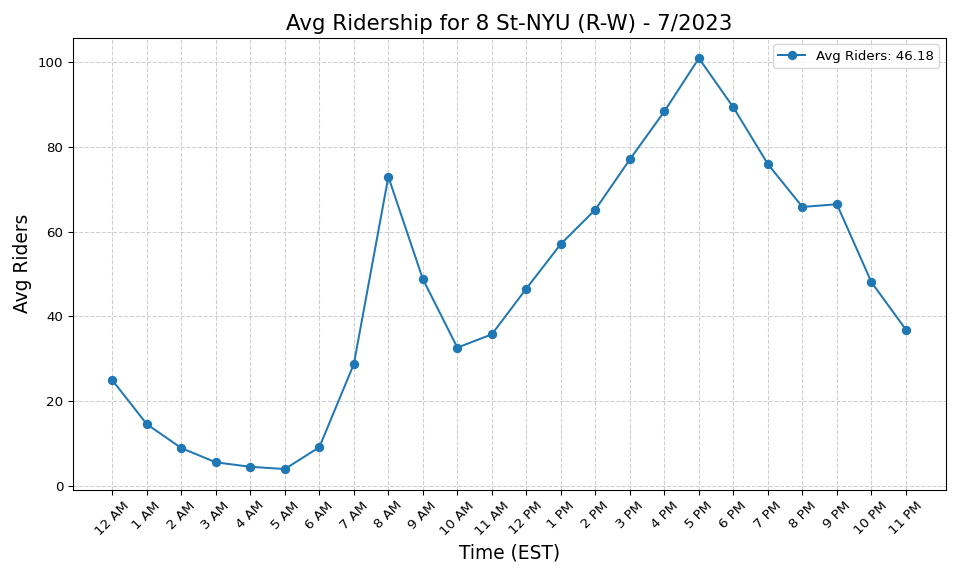 Avg Ridership for 8 St-NYU (R-W) - 7/2023
Avg Riders: 46.18
100
80
60
40
20
0
Avg Riders
12 AM
1 AM
2 AM
3 AM
4 AM
5 AM
6 AM
7 AM
8 AM
9 AM
10 AM
11 AM
12 PM
1 PM
2 PM
3 PM
4 PM
5 PM
6 PM
7 PM
8 PM
9 PM
10 PM
11 PM
Time (EST)